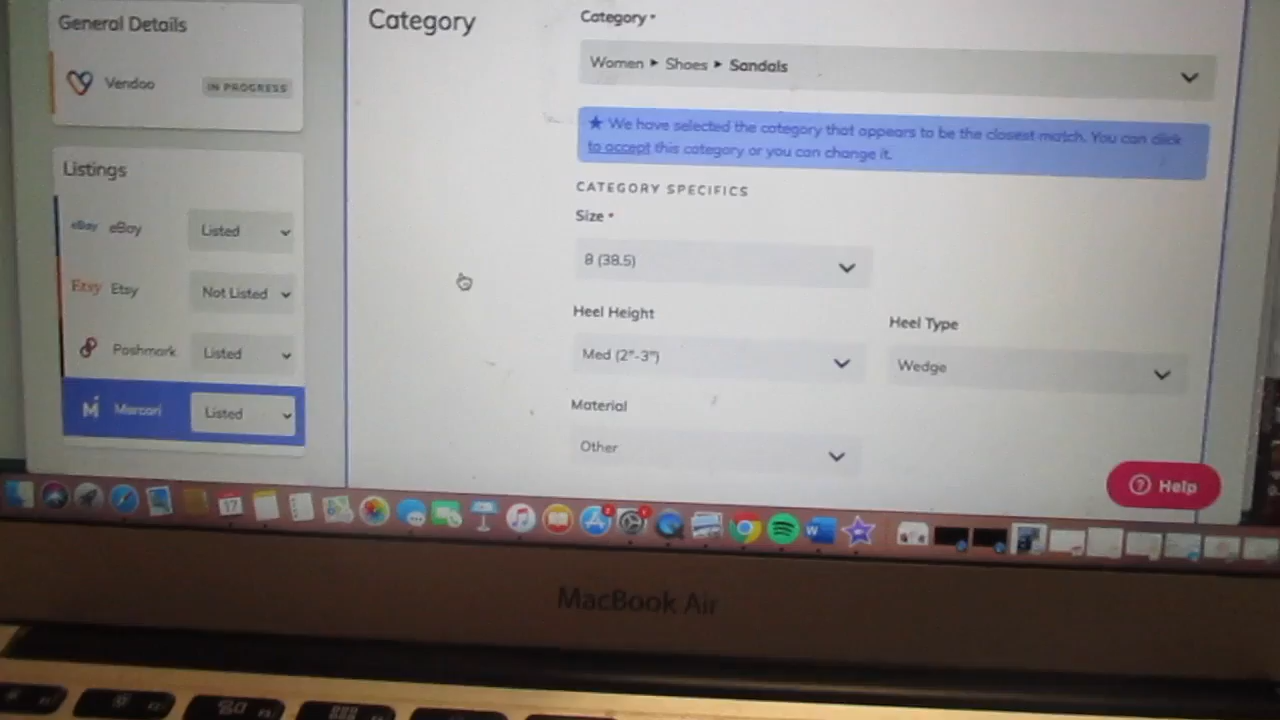 General Details
Vendoo
IN PROGRESS
Listings
eBay eBay Listed
Etsy Etsy Not Listed
Poshmark Listed
Mercari Listed
Category
Category *
Women ▸ Shoes ▸ Sandals
★ We have selected the category that appears to be the closest match. You can click
to accept this category or you can change it.
CATEGORY SPECIFICS
Size *
8 (38.5)
Heel Height
Med (2"-3")
Heel Type
Wedge
Material
Other
? Help
17
W
MacBook Air